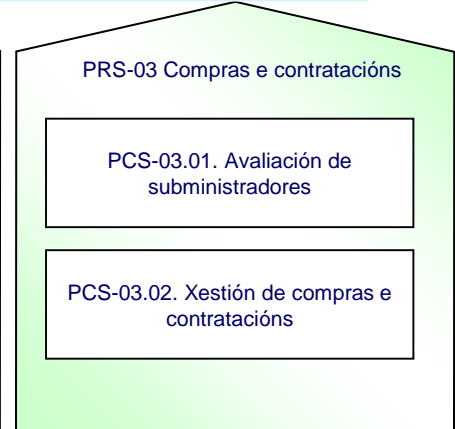 PRS-03 Compras e contratacións
PCS-03.01. Avaliación de
subministradores
PCS-03.02. Xestión de compras e
contratacións